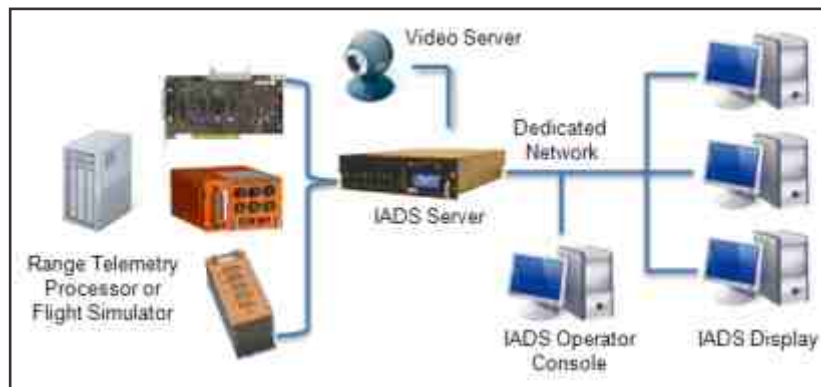 Video Server
Dedicated
Network
IADS Server
Range Telemetry
Processor or
Flight Simulator
IADS Operator
Console
IADS Display